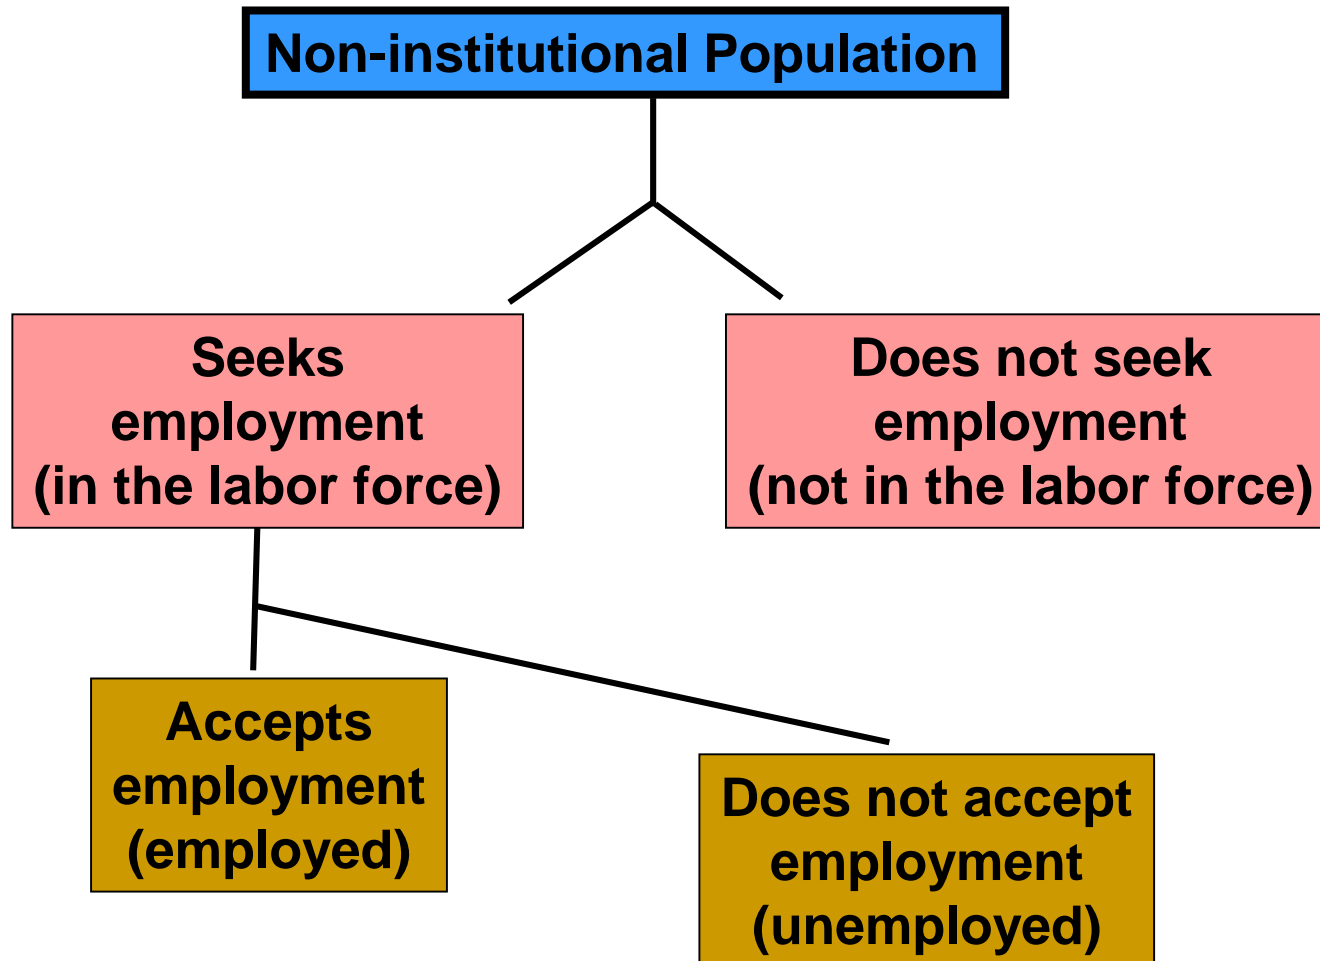 Non-institutional Population
Seeks
employment
(in the labor force)
Does not seek
employment
(not in the labor force)
Accepts
employment
(employed)
Does not accept
employment
(unemployed)